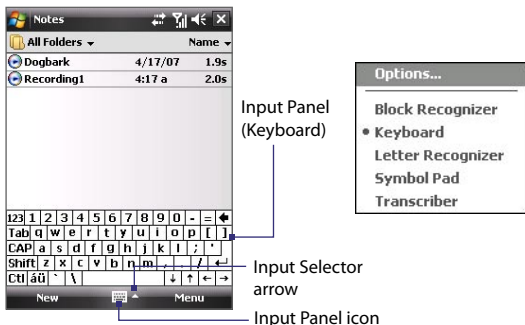 Notes
All Folders
Name
Dogbark 4/17/07 1.9s
Recording1 4:17 a 2.0s
123 1 2 3 4 5 6 7 8 9 0 - =
Tab q w e r t y u i o p [ ]
CAP a s d f g h j k l ; '
Shift z x c v b n m , . /
Ctl áü ` \
New
Menu
Input Panel
(Keyboard)
Input Selector
arrow
Input Panel icon
Options...
Block Recognizer
Keyboard
Letter Recognizer
Symbol Pad
Transcriber